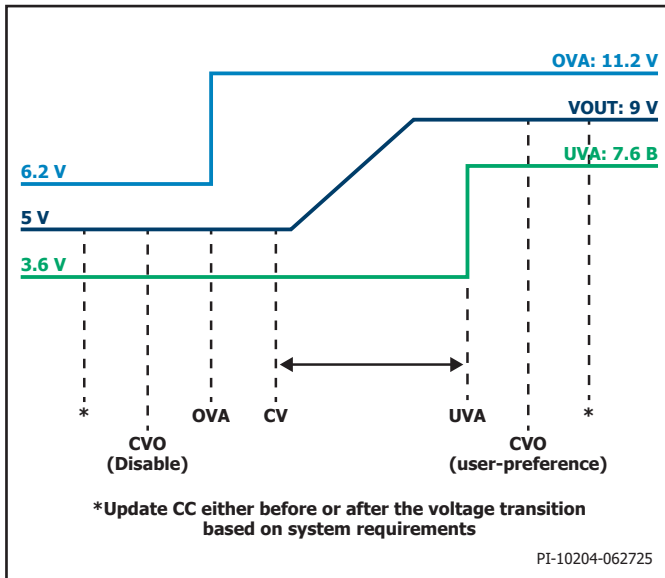 OVA: 11.2 V
VOUT: 9 V
6.2 V
UVA: 7.6 B
5 V
3.6 V
*
OVA
CV
UVA
*
CVO
(Disable)
CVO
(user-preference)
*Update CC either before or after the voltage transition
based on system requirements
PI-10204-062725